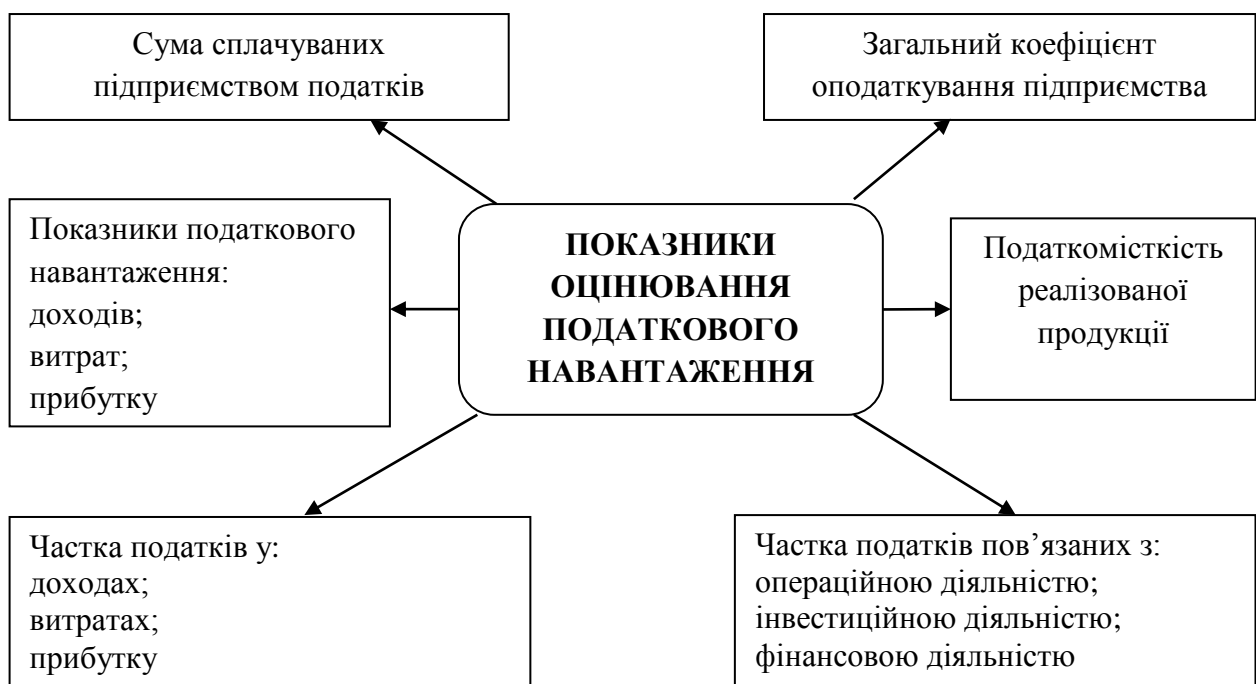 Сума сплачуваних
підприємством податків
Загальний коефіцієнт
оподаткування підприємства
Показники податкового
навантаження:
доходів;
витрат;
прибутку
ПОКАЗНИКИ
ОЦІНЮВАННЯ
ПОДАТКОВОГО
НАВАНТАЖЕННЯ
Податкомісткість
реалізованої
продукції
Частка податків у:
доходах;
витратах;
прибутку
Частка податків пов’язаних з:
операційною діяльністю;
інвестиційною діяльністю;
фінансовою діяльністю